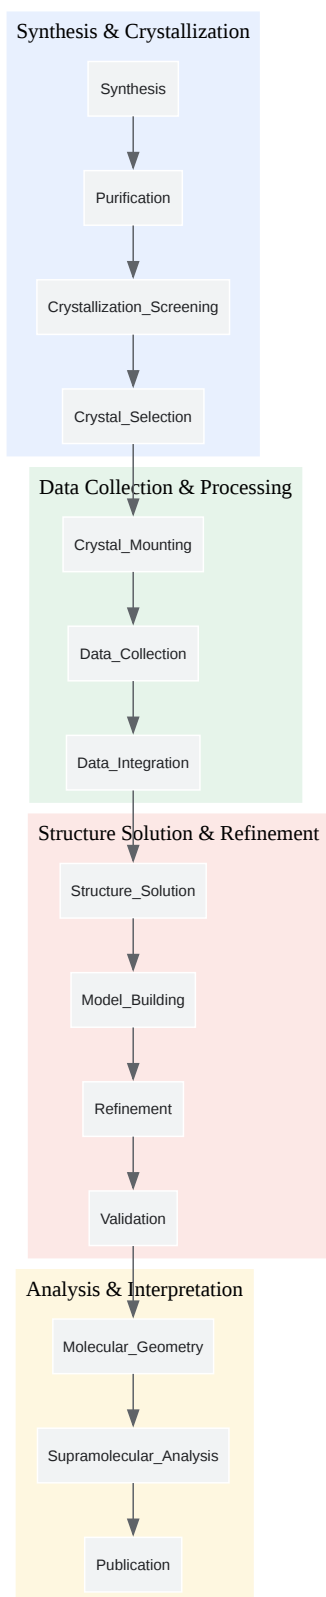 Synthesis & Crystallization
Synthesis
Purification
Crystallization_Screening
Crystal_Selection
Data Collection & Processing
Crystal_Mounting
Data_Collection
Data_Integration
Structure Solution & Refinement
Structure_Solution
Model_Building
Refinement
Validation
Analysis & Interpretation
Molecular_Geometry
Supramolecular_Analysis
Publication